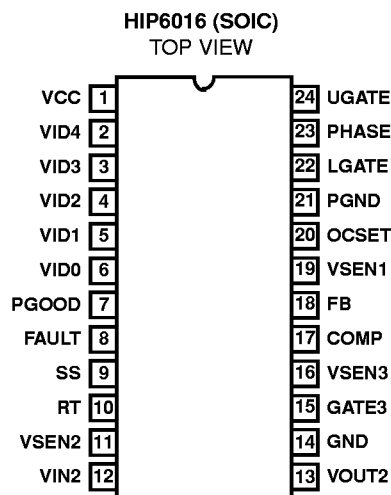 HIP6016 (SOIC)
TOP VIEW
VCC 1 24 UGATE
VID4 2 23 PHASE
VID3 3 22 LGATE
VID2 4 21 PGND
VID1 5 20 OCSET
VID0 6 19 VSEN1
PGOOD 7 18 FB
FAULT 8 17 COMP
SS 9 16 VSEN3
RT 10 15 GATE3
VSEN2 11 14 GND
VIN2 12 13 VOUT2